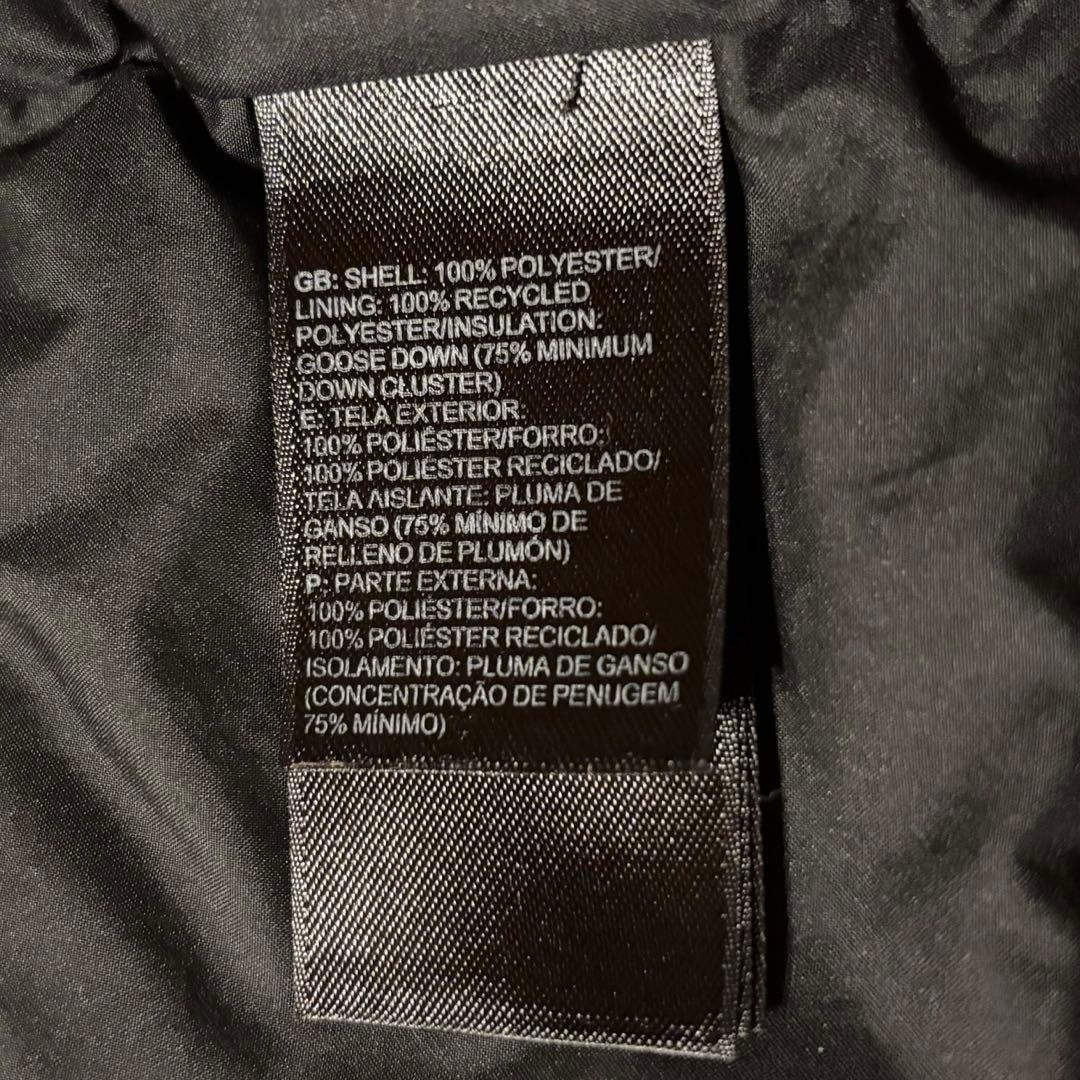 GB: SHELL: 100% POLYESTER/
LINING: 100% RECYCLED
POLYESTER/INSULATION:
GOOSE DOWN (75% MINIMUM
DOWN CLUSTER)
E: TELA EXTERIOR:
100% POLIÉSTER/FORRO:
100% POLIÉSTER RECICLADO/
TELA AISLANTE: PLUMA DE
GANSO (75% MÍNIMO DE
RELLENO DE PLUMÓN)
P: PARTE EXTERNA:
100% POLIÉSTER/FORRO:
100% POLIÉSTER RECICLADO/
ISOLAMENTO: PLUMA DE GANSO
(CONCENTRAÇÃO DE PENUGEM
75% MÍNIMO)